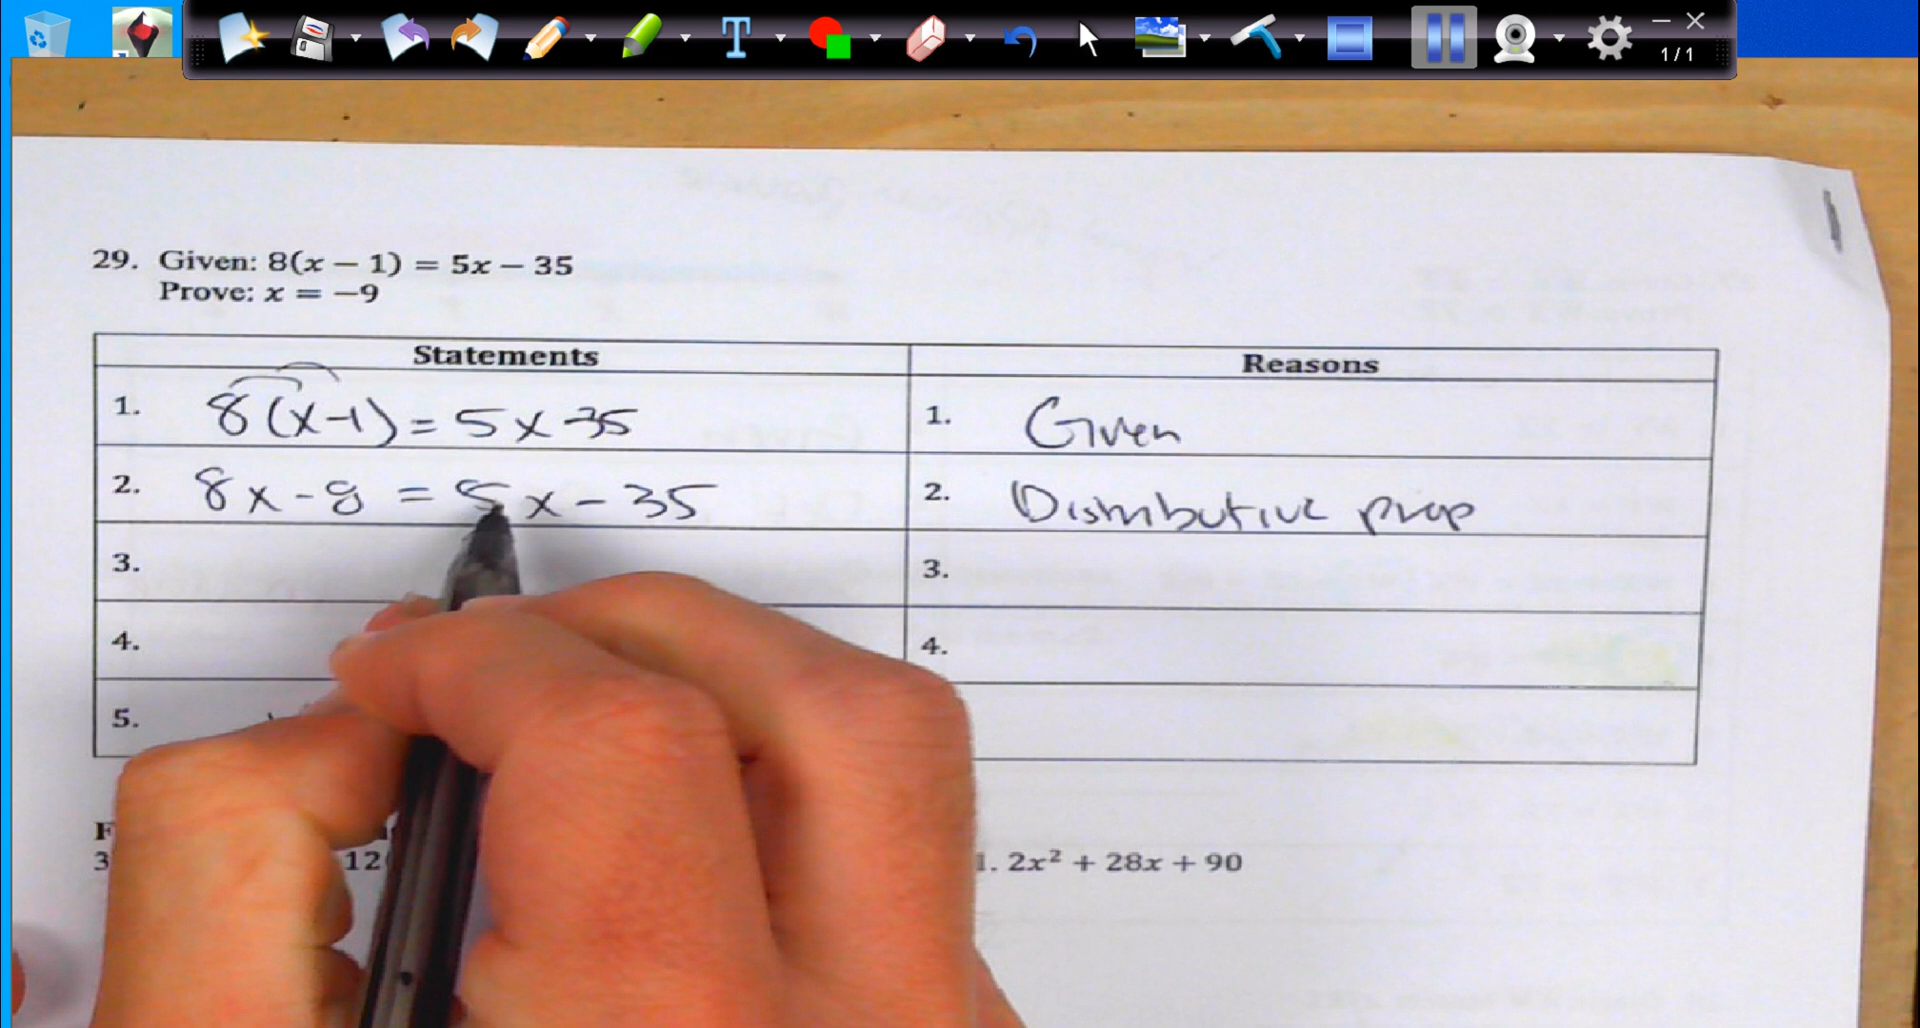 1/1
29. Given: 8(x − 1) = 5x − 35
Prove: x = −9
Statements Reasons
1. 8(x-1) = 5x-35 1. Given
2. 8x - 8 = 5x - 35 2. Distributive prop
3. 3.
4. 4.
5.
12
2x² + 28x + 90